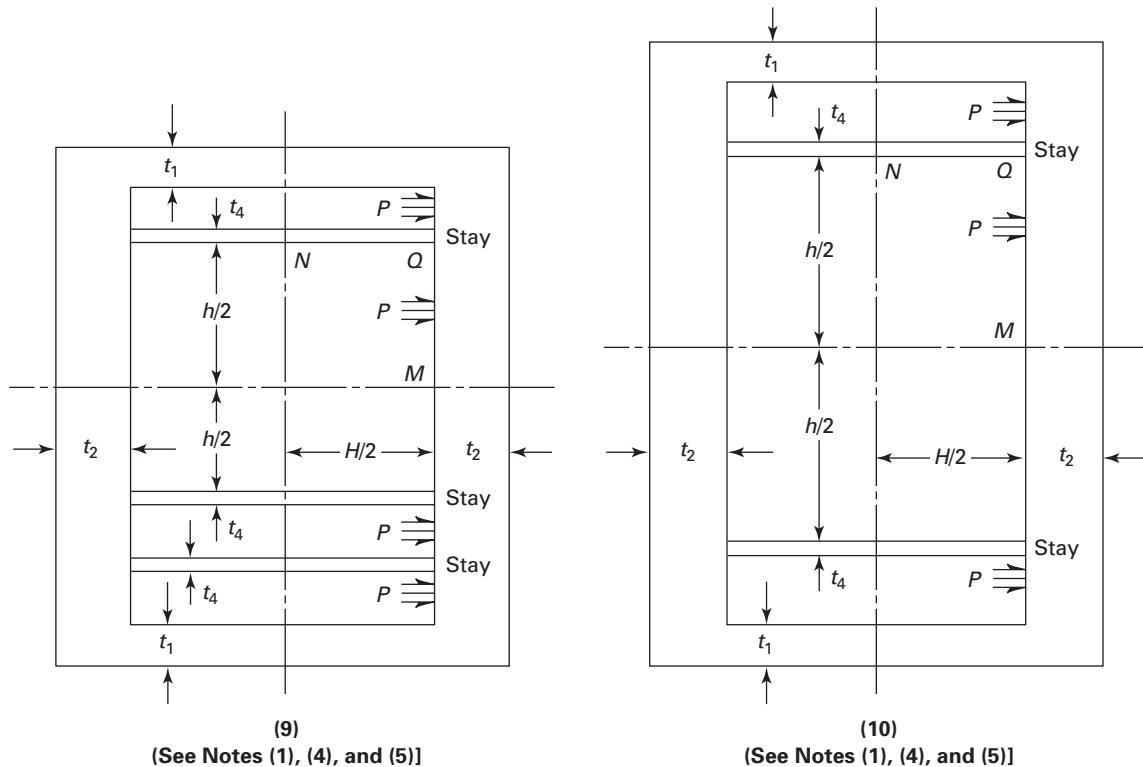 t1
t4
P
Stay
N
Q
h/2
P
M
h/2
H/2
t2
t2
Stay
t4
P
Stay
t4
P
t1
(9)
(See Notes (1), (4), and (5)]
t1
t4
P
Stay
N
Q
P
h/2
M
h/2
H/2
t2
t2
Stay
t4
P
t1
(10)
(See Notes (1), (4), and (5)]